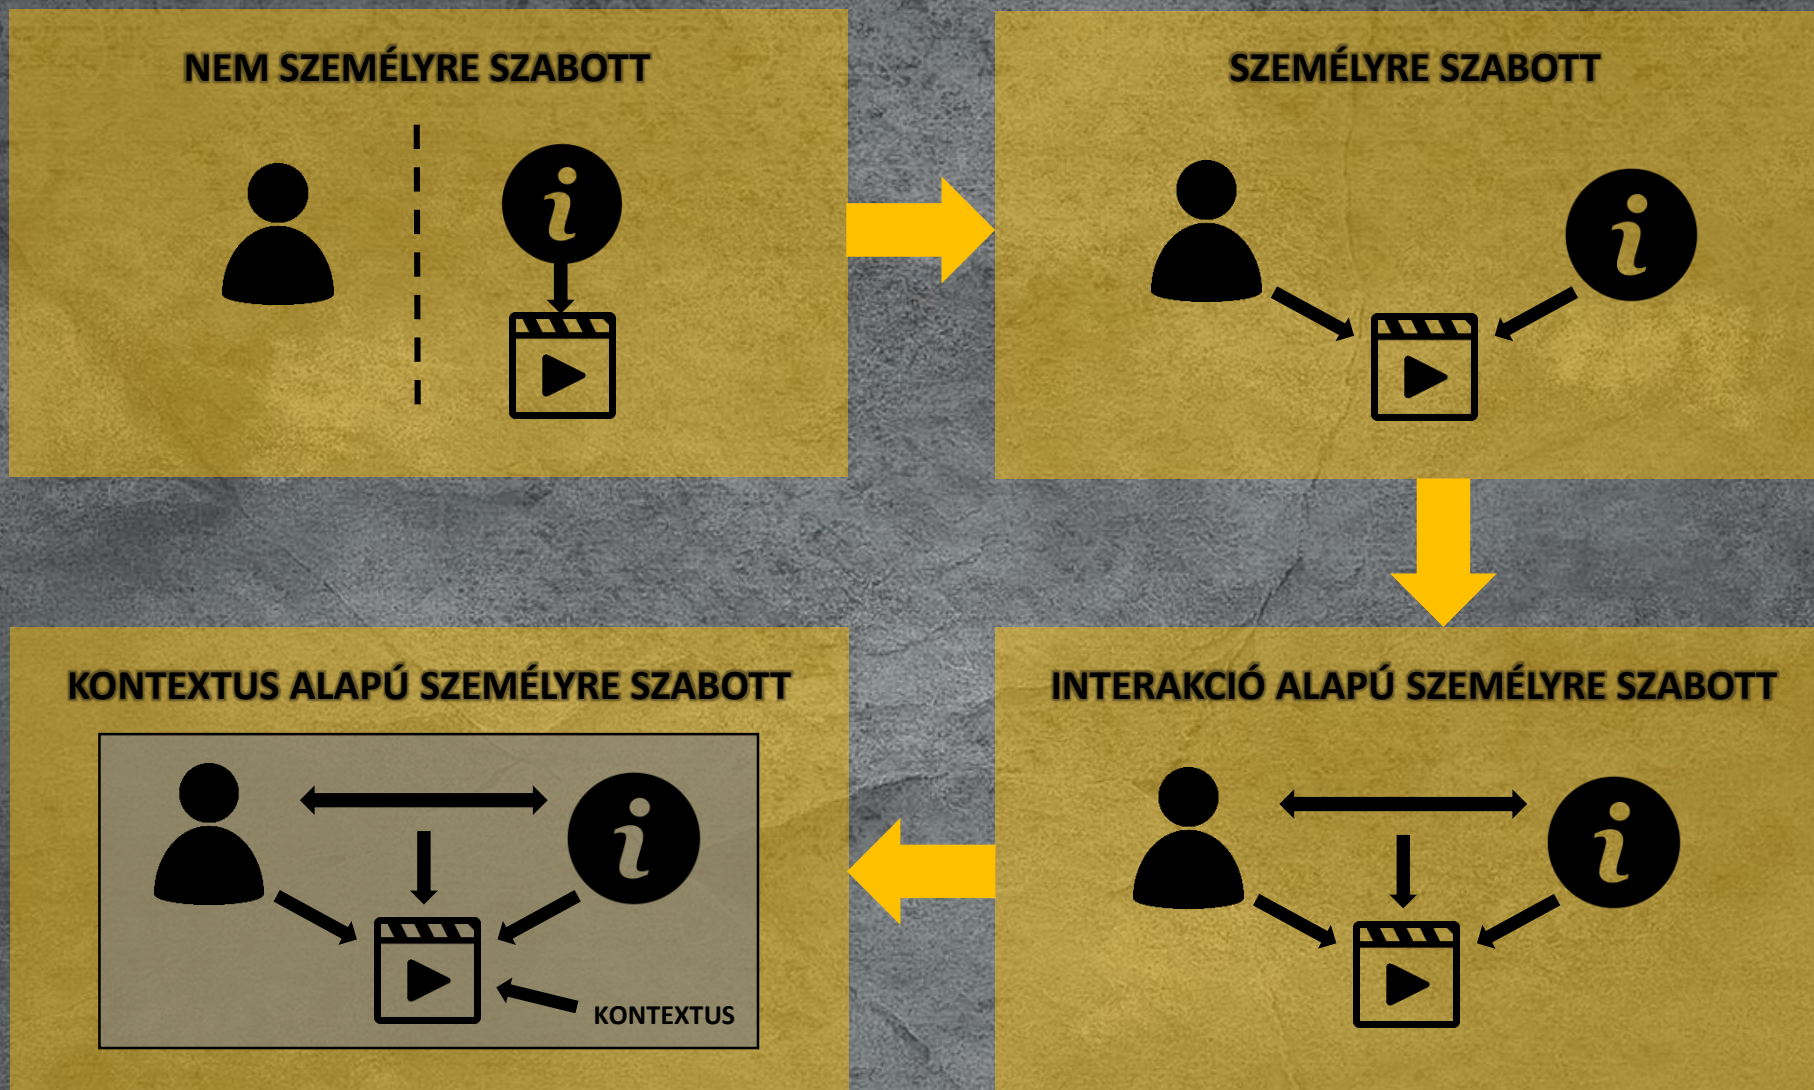 NEM SZEMÉLYRE SZABOTT
SZEMÉLYRE SZABOTT
KONTEXTUS ALAPÚ SZEMÉLYRE SZABOTT
KONTEXTUS
INTERAKCIÓ ALAPÚ SZEMÉLYRE SZABOTT